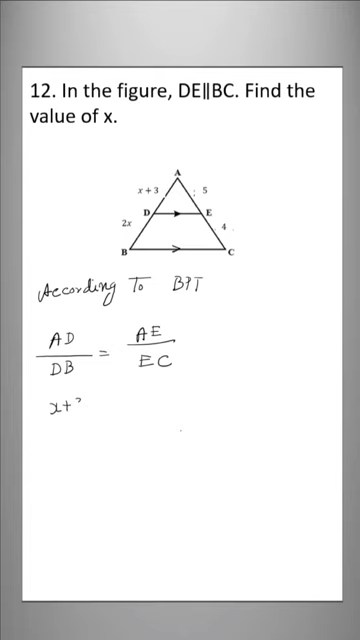 12. In the figure, DE∥BC. Find the
value of x.
A
x + 3 5
D E
2x 4
B C
According To BPT
AD/DB = AE/EC
x+